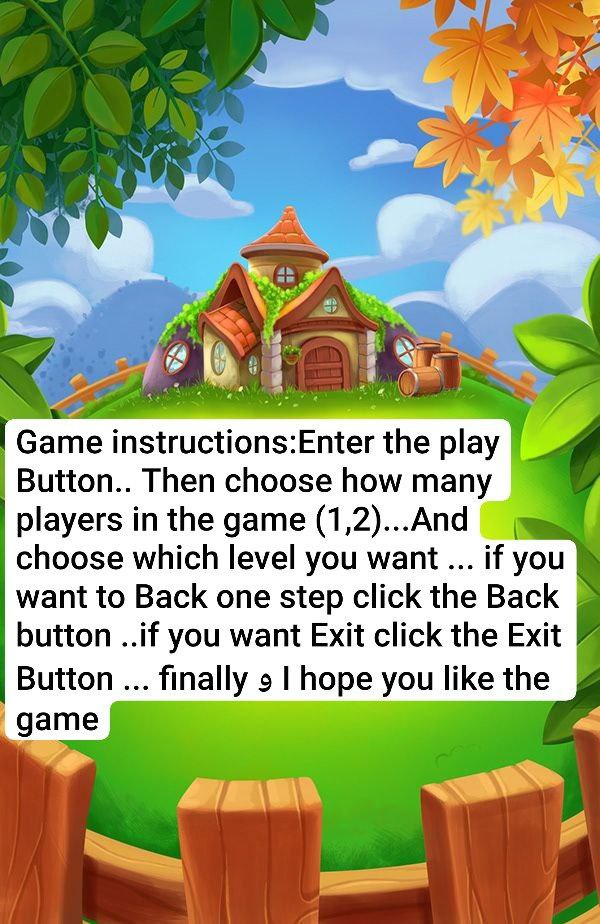 Game instructions:Enter the play
Button.. Then choose how many
players in the game (1,2)...And
choose which level you want ... if you
want to Back one step click the Back
button ..if you want Exit click the Exit
Button ... finally و I hope you like the
game